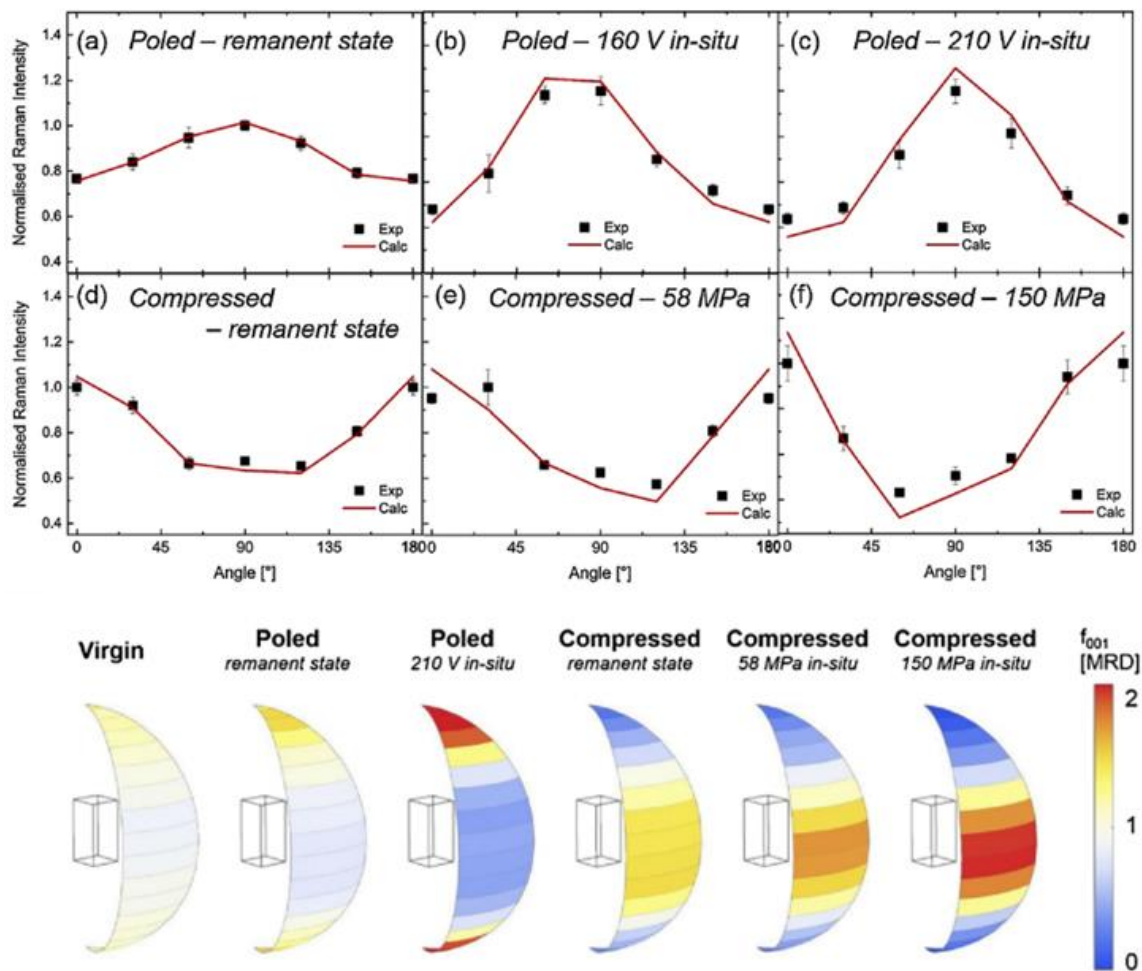 (a) Poled – remanent state
(b) Poled – 160 V in-situ
(c) Poled – 210 V in-situ
Normalised Raman Intensity
1.4
1.2
1.0
0.8
0.6
0.4
Exp
Calc
Exp
Calc
Exp
Calc
(d) Compressed
– remanent state
(e) Compressed – 58 MPa
(f) Compressed – 150 MPa
Normalised Raman Intensity
1.4
1.2
1.0
0.8
0.6
0.4
Exp
Calc
Exp
Calc
Exp
Calc
0 45 90 135 180 0 45 90 135 180 0 45 90 135 180
Angle [°] Angle [°] Angle [°]
Virgin
Poled
remanent state
Poled
210 V in-situ
Compressed
remanent state
Compressed
58 MPa in-situ
Compressed
150 MPa in-situ
f001
[MRD]
2
1
0